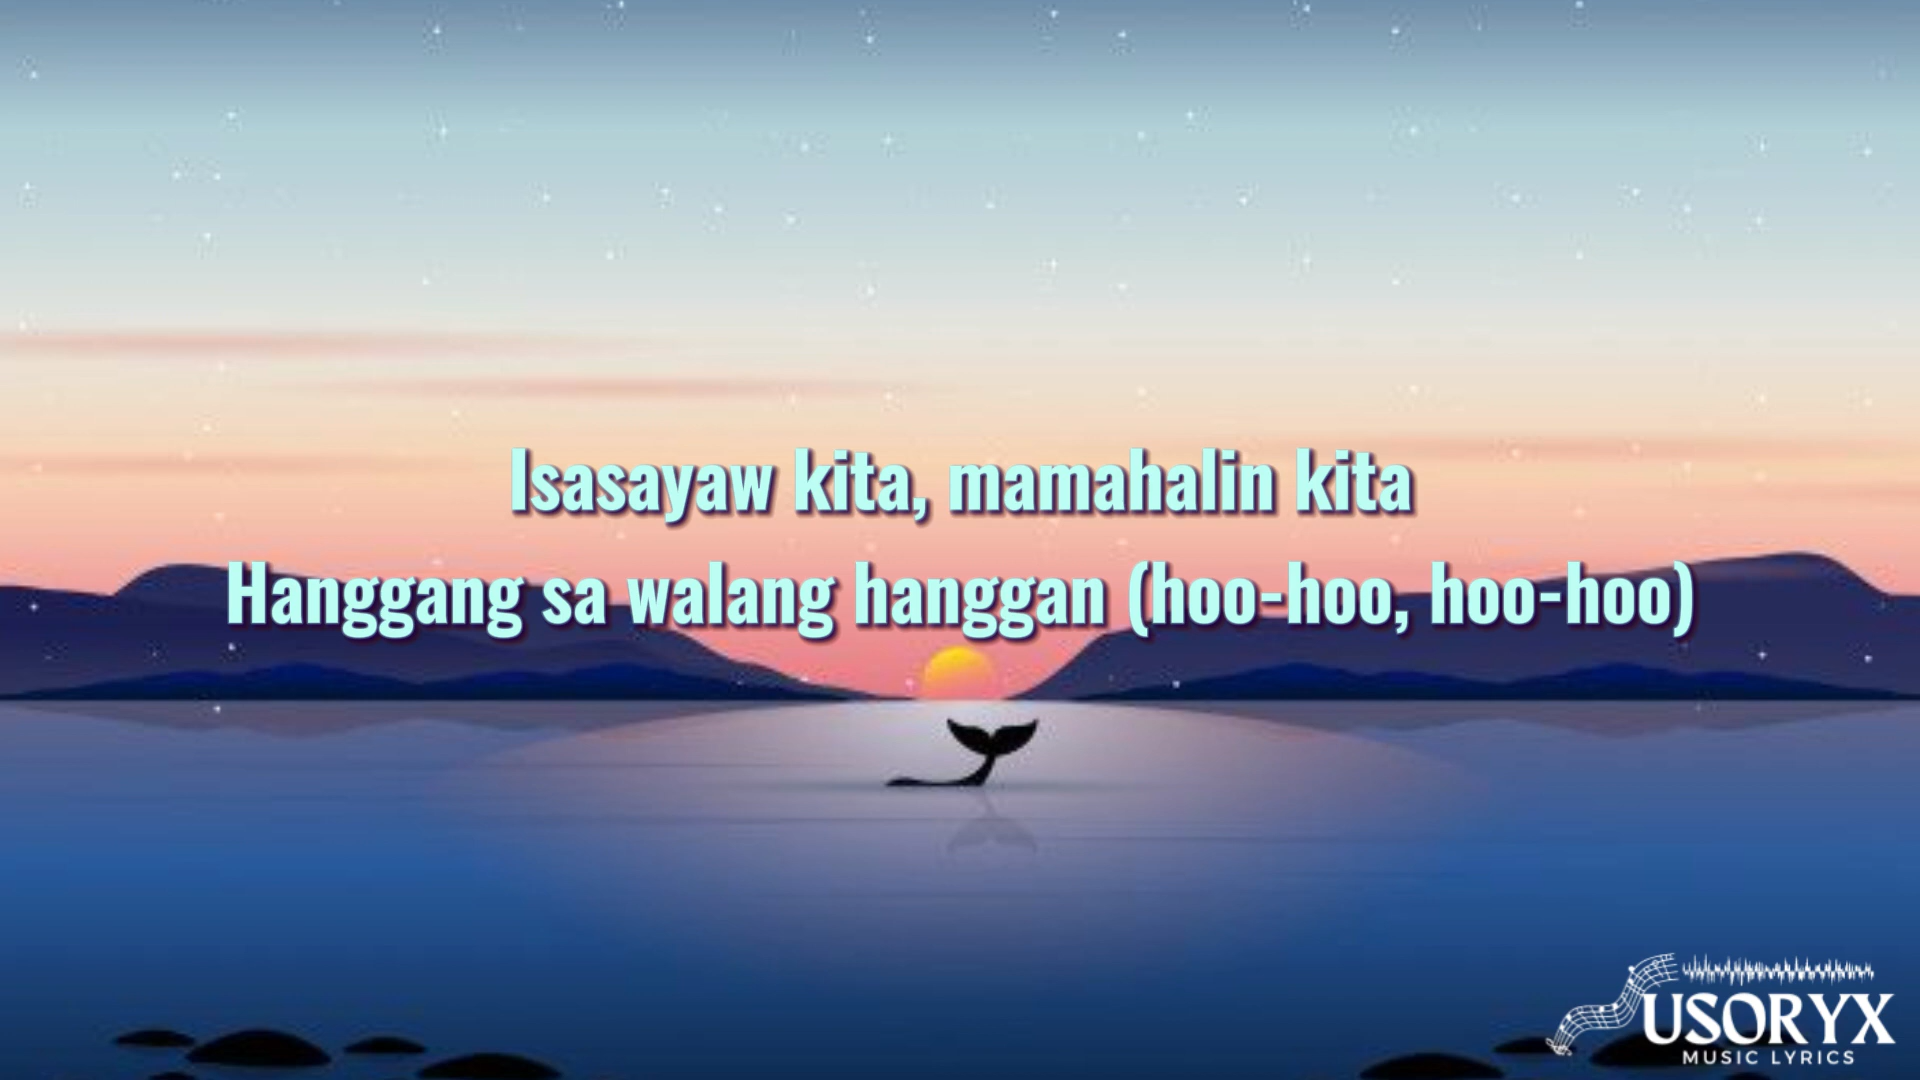 Isasayaw kita, mamahalin kita
Hanggang sa walang hanggan (hoo-hoo, hoo-hoo)
USORYX
MUSIC LYRICS